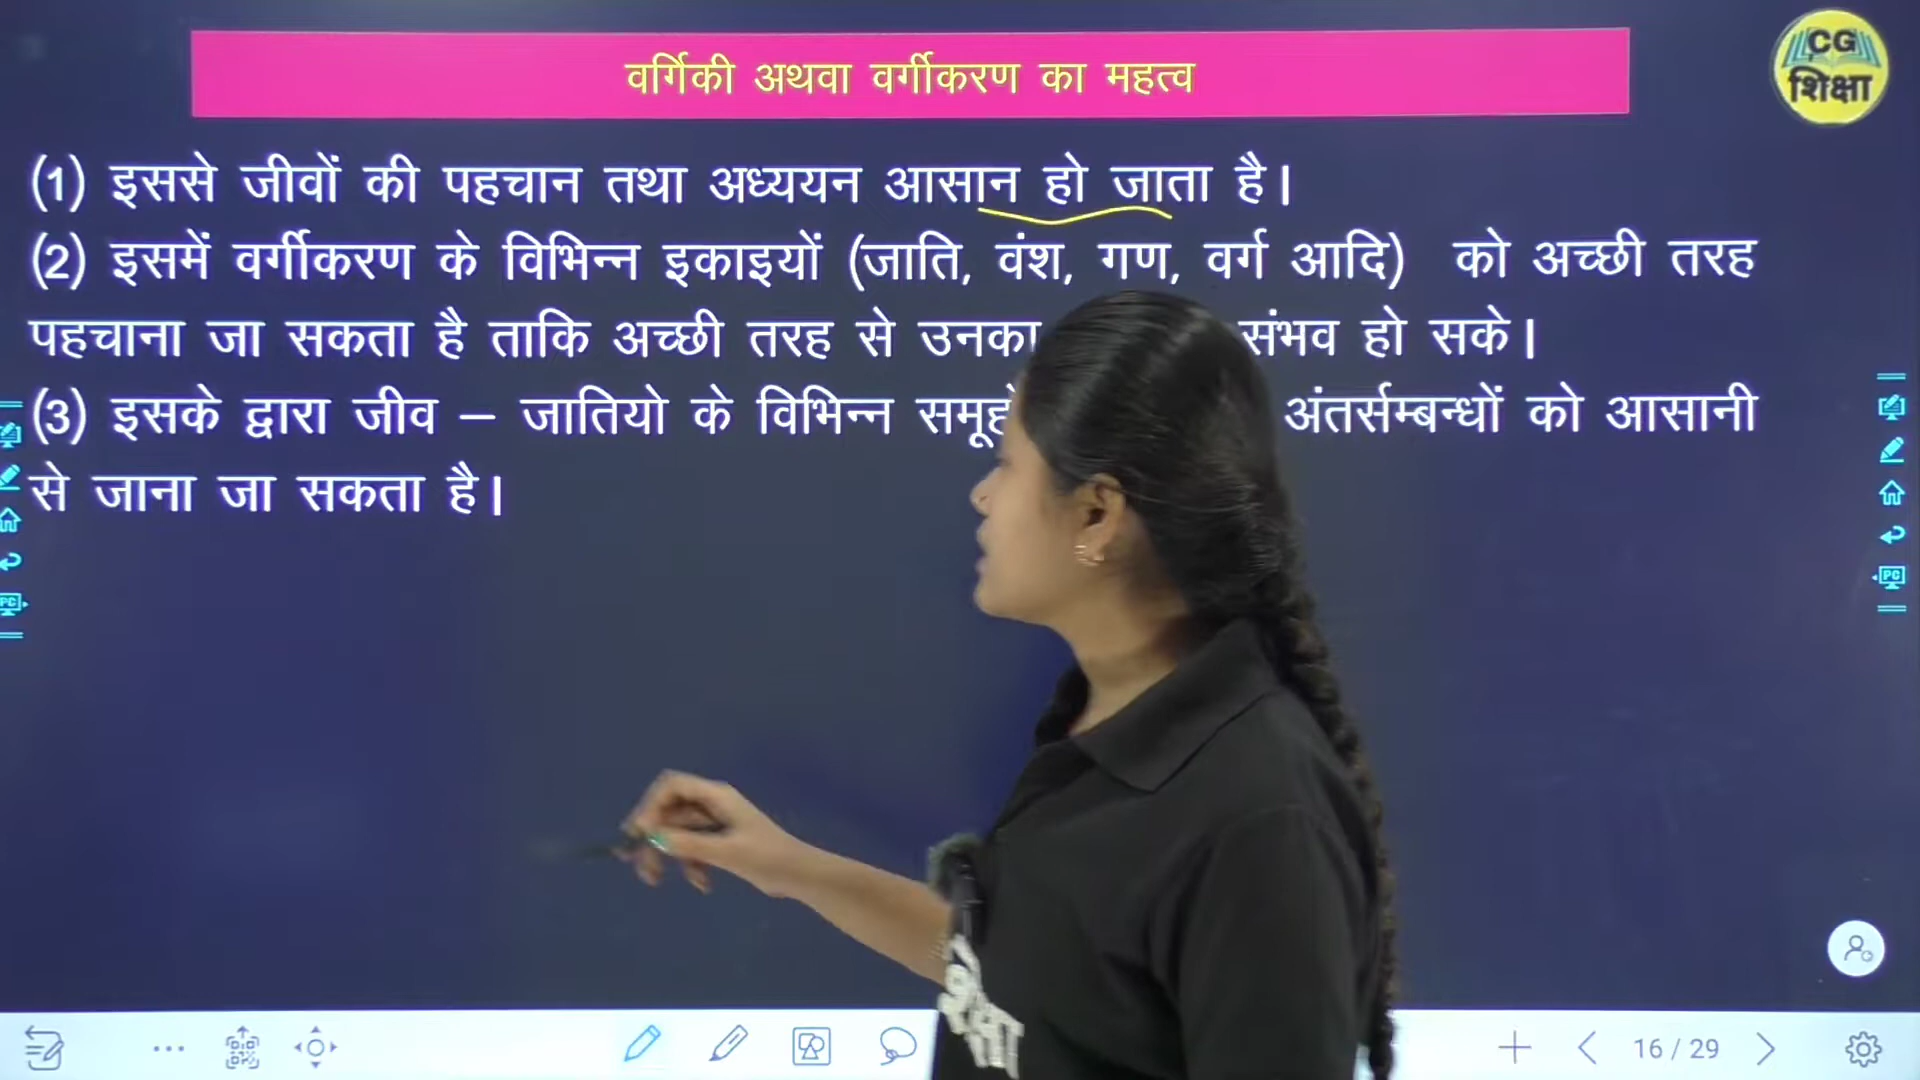 वर्गिकी अथवा वर्गीकरण का महत्व
CG
शिक्षा
(1) इससे जीवों की पहचान तथा अध्ययन आसान हो जाता है।
(2) इसमें वर्गीकरण के विभिन्न इकाइयों (जाति, वंश, गण, वर्ग आदि) को अच्छी तरह
पहचाना जा सकता है ताकि अच्छी तरह से उनका संभव हो सके।
(3) इसके द्वारा जीव – जातियो के विभिन्न अंतर्सम्बन्धों को आसानी
से जाना जा सकता है।
PC
PC
16 / 29